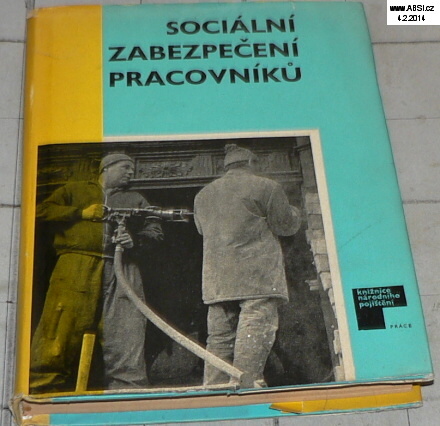 www.ABSI.cz
4.2.2014
SOCIÁLNÍ
ZABEZPEČENÍ
PRACOVNÍKŮ
knižnice
národního
pojištění
PRÁCE